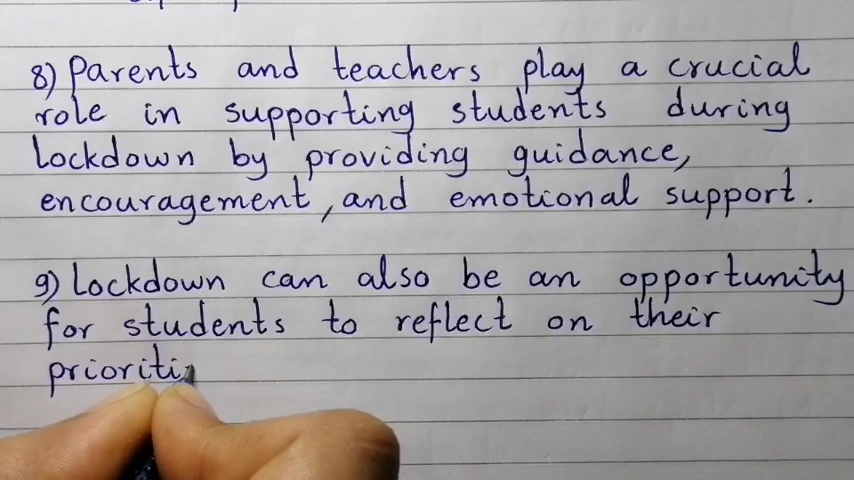 8) Parents and teachers play a crucial
role in supporting students during
Lockdown by providing guidance,
encouragement, and emotional support.
9) Lockdown can also be an opportunity
for students to reflect on their
prioriti